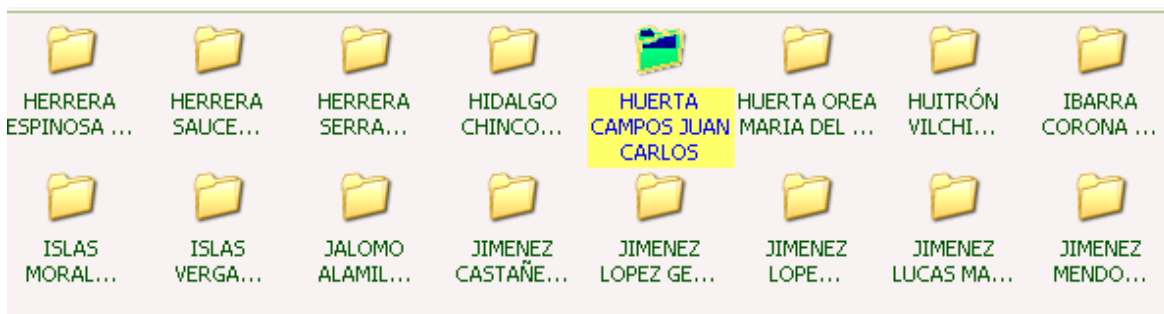 HERRERA ESPINOSA ...
HERRERA SAUCE...
HERRERA SERRA...
HIDALGO CHINCO...
HUERTA CAMPOS JUAN CARLOS
HUERTA OREA MARIA DEL ...
HUITRÓN VILCHI...
IBARRA CORONA ...
ISLAS MORAL...
ISLAS VERGA...
JALOMO ALAMIL...
JIMENEZ CASTAÑE...
JIMENEZ LOPEZ GE...
JIMENEZ LOPE...
JIMENEZ LUCAS MA...
JIMENEZ MENDO...